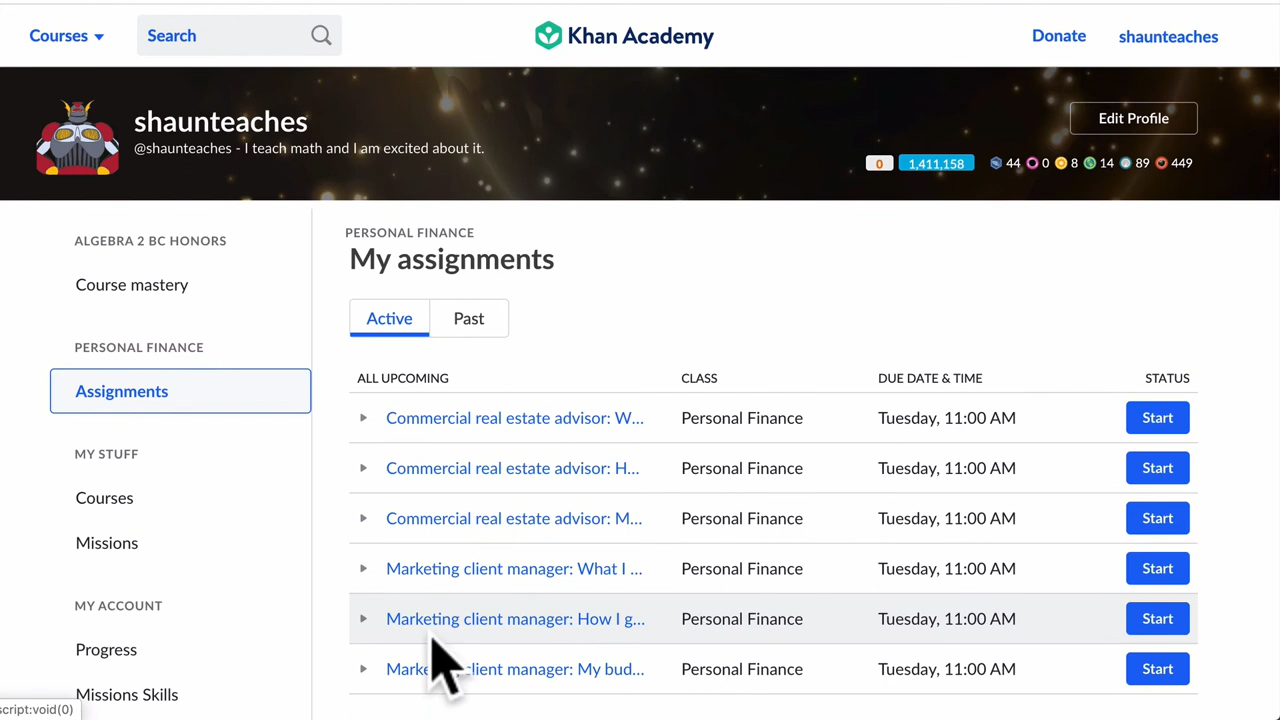 Courses
Search
Khan Academy
Donate
shaunteaches
shaunteaches
@shaunteaches - I teach math and I am excited about it.
Edit Profile
0 1,411,158 44 0 8 14 89 449
ALGEBRA 2 BC HONORS
Course mastery
PERSONAL FINANCE
Assignments
MY STUFF
Courses
Missions
MY ACCOUNT
Progress
Missions Skills
script:void(0)
PERSONAL FINANCE
My assignments
Active Past
ALL UPCOMING CLASS DUE DATE & TIME STATUS
Commercial real estate advisor: W... Personal Finance Tuesday, 11:00 AM Start
Commercial real estate advisor: H... Personal Finance Tuesday, 11:00 AM Start
Commercial real estate advisor: M... Personal Finance Tuesday, 11:00 AM Start
Marketing client manager: What I ... Personal Finance Tuesday, 11:00 AM Start
Marketing client manager: How I g... Personal Finance Tuesday, 11:00 AM Start
Marke client manager: My bud... Personal Finance Tuesday, 11:00 AM Start